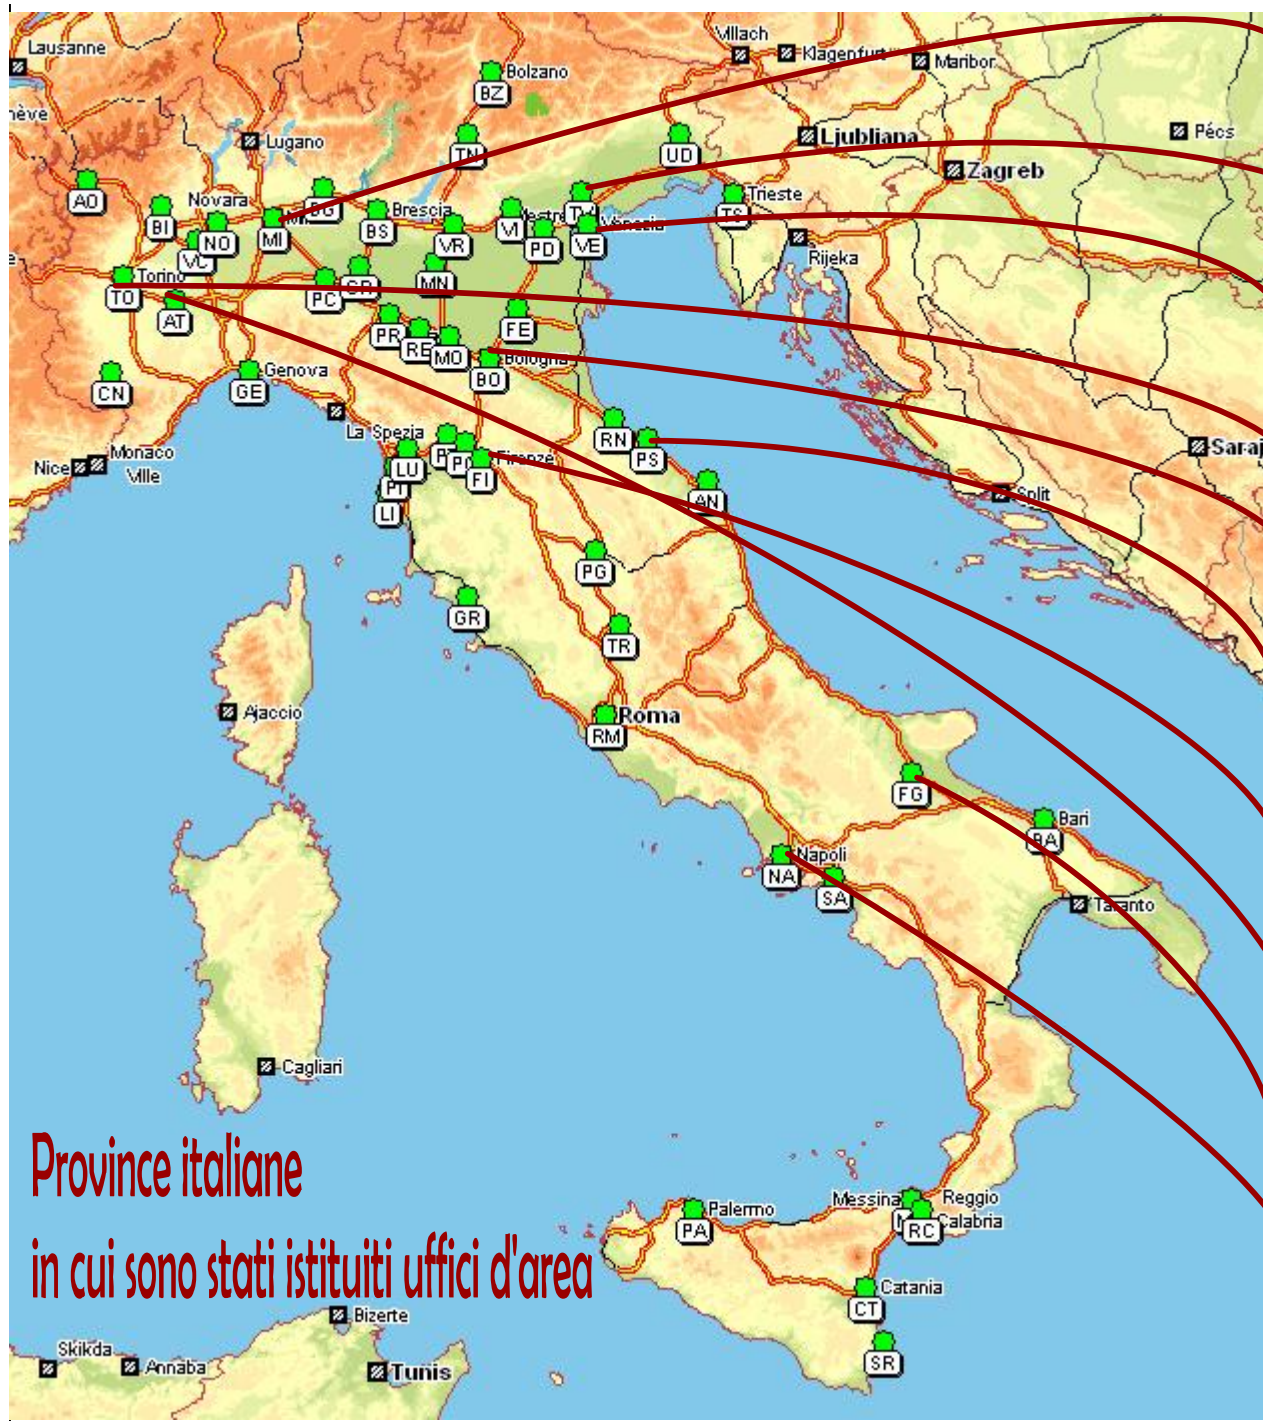 Lausanne
Villach
Klagenfurt
Maribor
Bolzano
BZ
Lugano
TN
UD
Ljubliana
Pécs
Zagreb
AO
BI
Novara
NO
MI
BG
Brescia
BS
VR
VI
PD
VE
Venezia
Trieste
TS
Rijeka
Torino
TO
AT
PC
MN
PR
MO
FE
BO
Bologna
CN
GE
Genova
La Spezia
Monaco
Ville
Nice
LU
LI
Firenze
FI
RN
PS
AN
Split
Saraj
PG
GR
TR
Roma
RM
Ajaccio
FG
Bari
BA
Napoli
NA
SA
Taranto
Cagliari
Province italiane
in cui sono stati istituiti uffici d'area
Palermo
PA
Messina
Reggio
Calabria
RC
Catania
CT
SR
Bizerte
Skikda
Annaba
Tunis